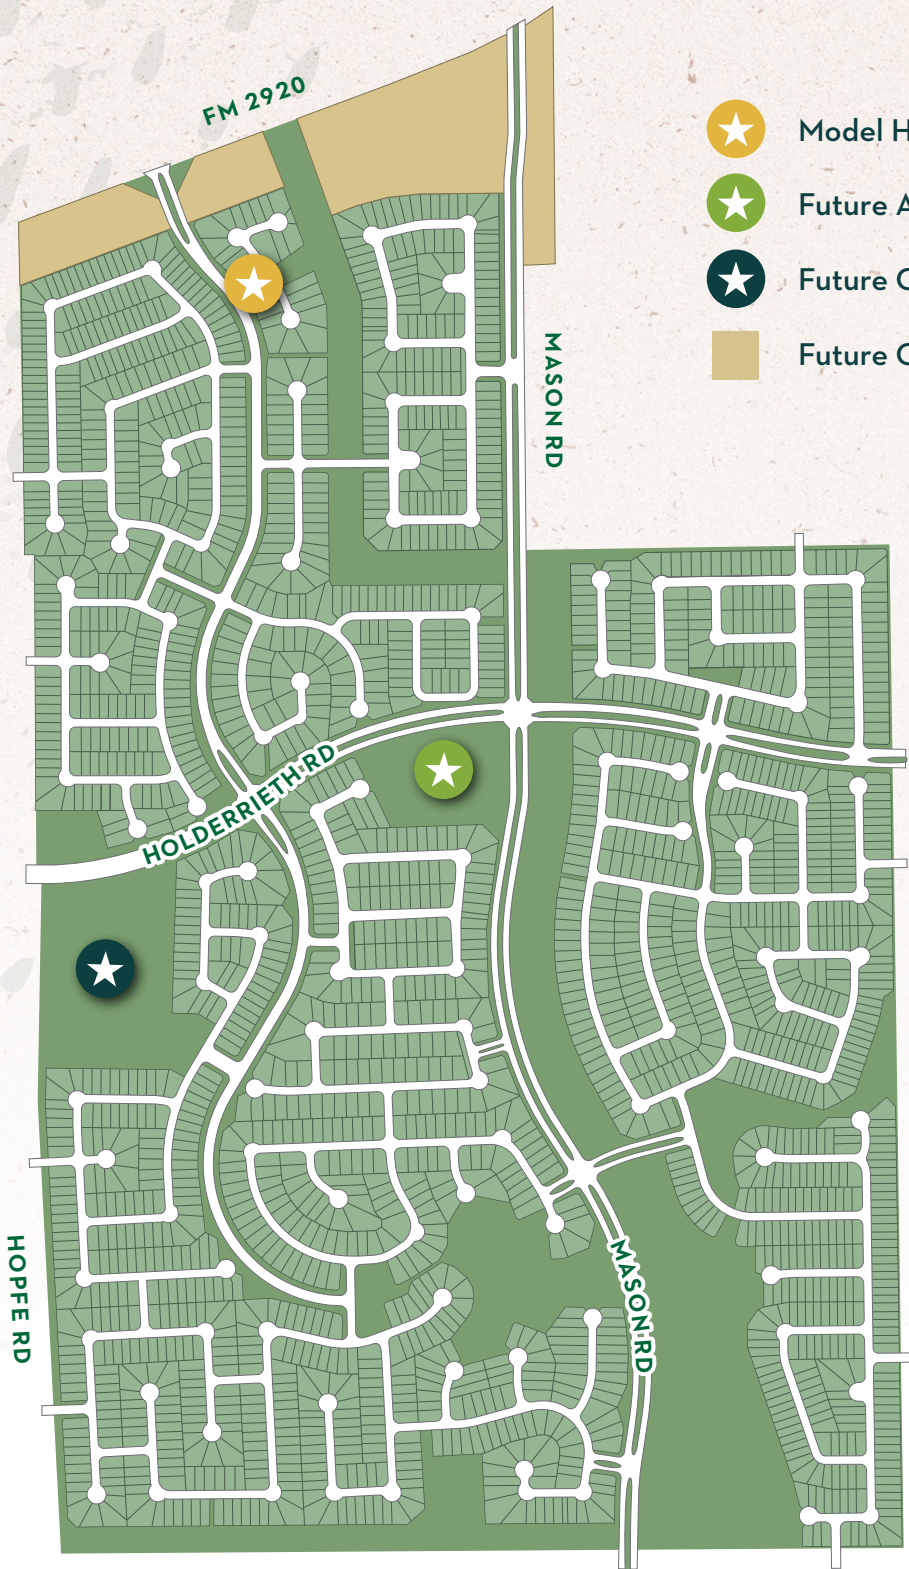 FM 2920
Model H
Future A
Future C
Future C
MASON RD
HOLDERRIETH RD
HOPFE RD
MASON RD